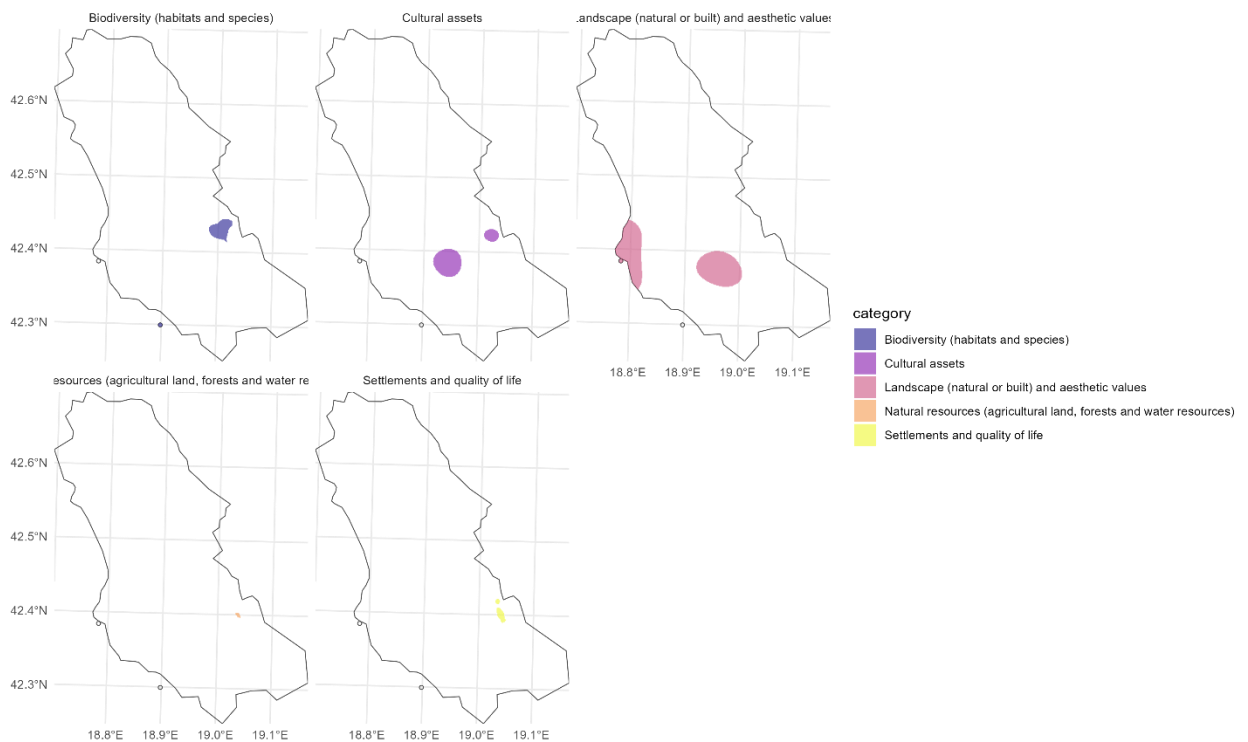 Biodiversity (habitats and species)
Cultural assets
andscape (natural or built) and aesthetic values
42.6°N
42.5°N
42.4°N
42.3°N
18.8°E 18.9°E 19.0°E 19.1°E
esources (agricultural land, forests and water re
Settlements and quality of life
42.6°N
42.5°N
42.4°N
42.3°N
18.8°E 18.9°E 19.0°E 19.1°E
18.8°E 18.9°E 19.0°E 19.1°E
category
Biodiversity (habitats and species)
Cultural assets
Landscape (natural or built) and aesthetic values
Natural resources (agricultural land, forests and water resources)
Settlements and quality of life